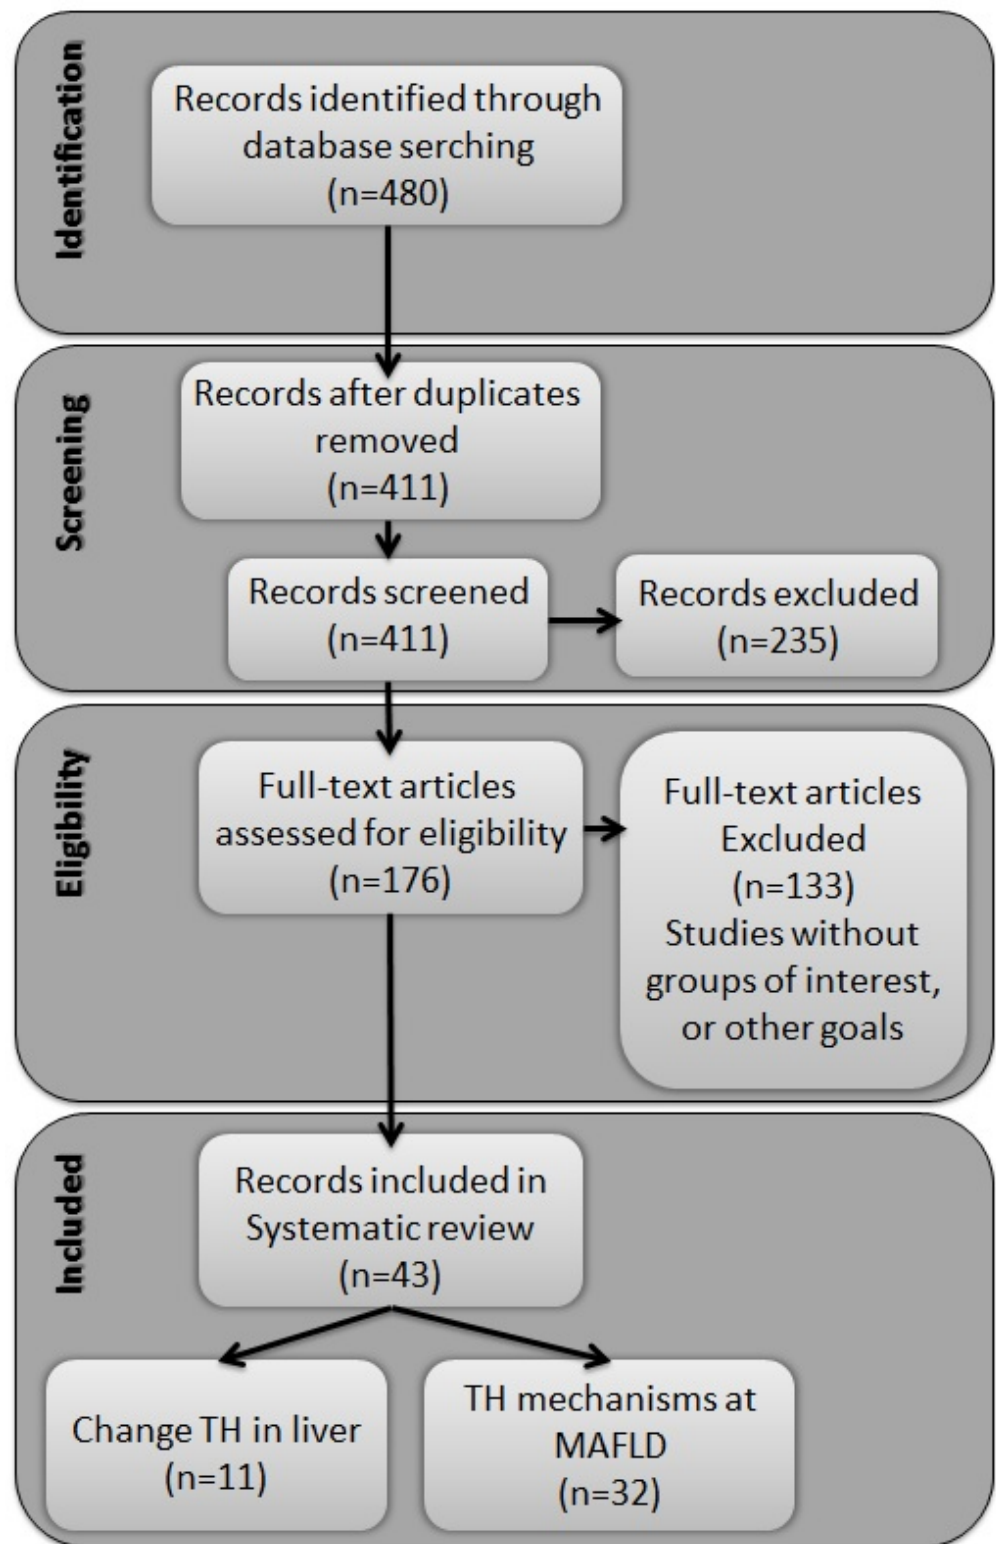 Identification
Records identified through
database serching
(n=480)
Screening
Records after duplicates
removed
(n=411)
Records screened
(n=411)
Records excluded
(n=235)
Eligibility
Full-text articles
assessed for eligibility
(n=176)
Full-text articles
Excluded
(n=133)
Studies without
groups of interest,
or other goals
Included
Records included in
Systematic review
(n=43)
Change TH in liver
(n=11)
TH mechanisms at
MAFLD
(n=32)